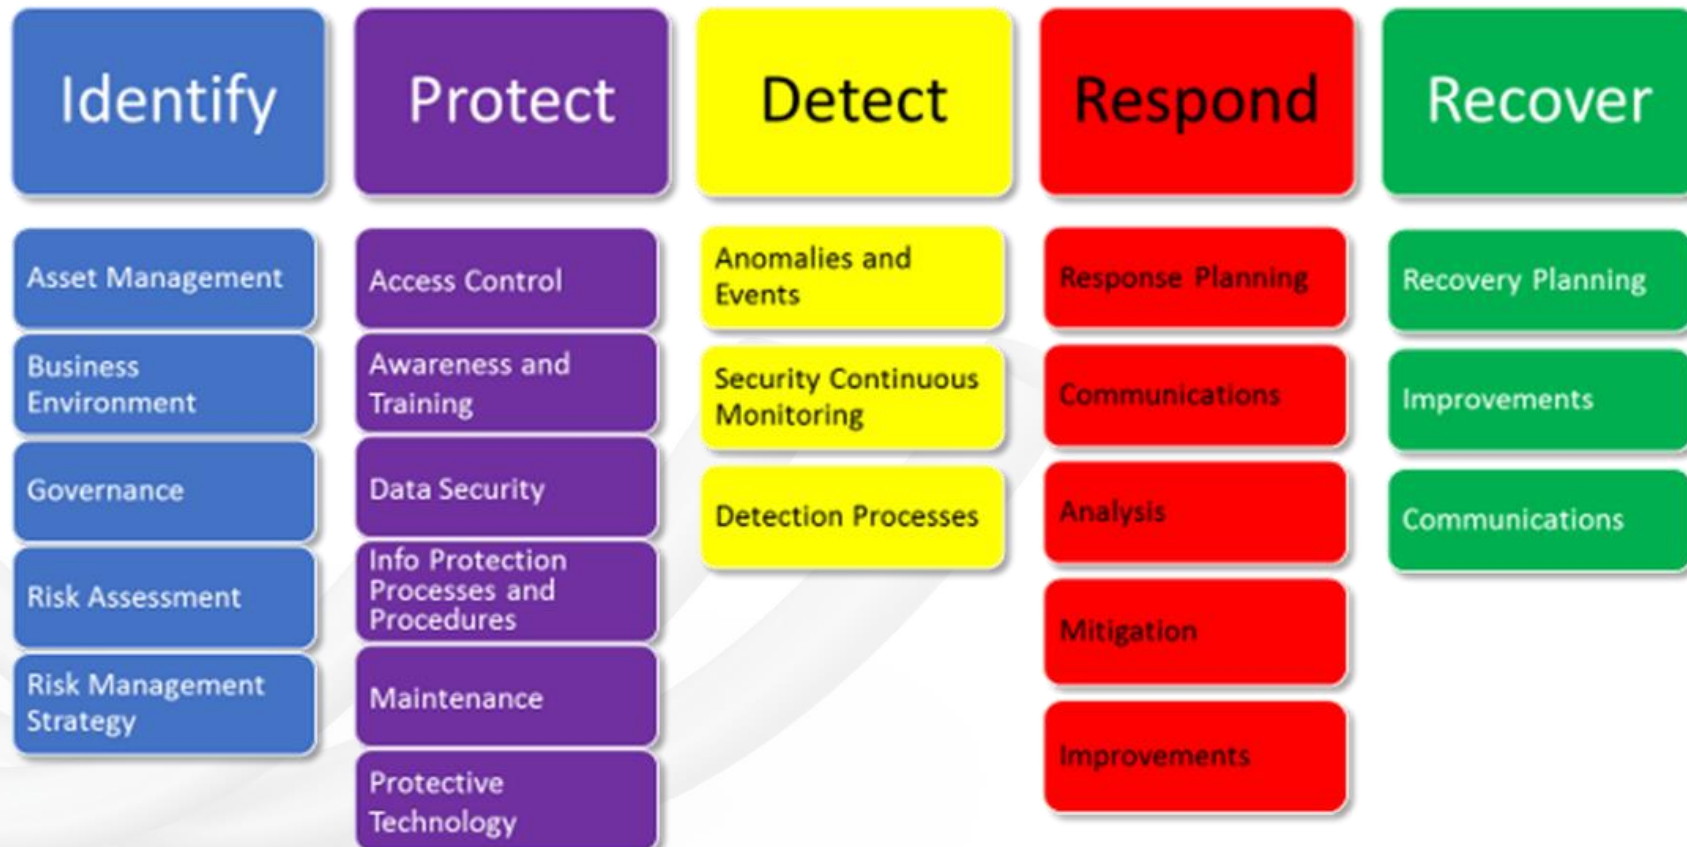 Identify
Protect
Detect
Respond
Recover
Asset Management
Business
Environment
Governance
Risk Assessment
Risk Management
Strategy
Access Control
Awareness and
Training
Data Security
Info Protection
Processes and
Procedures
Maintenance
Protective
Technology
Anomalies and
Events
Security Continuous
Monitoring
Detection Processes
Response Planning
Communications
Analysis
Mitigation
Improvements
Recovery Planning
Improvements
Communications